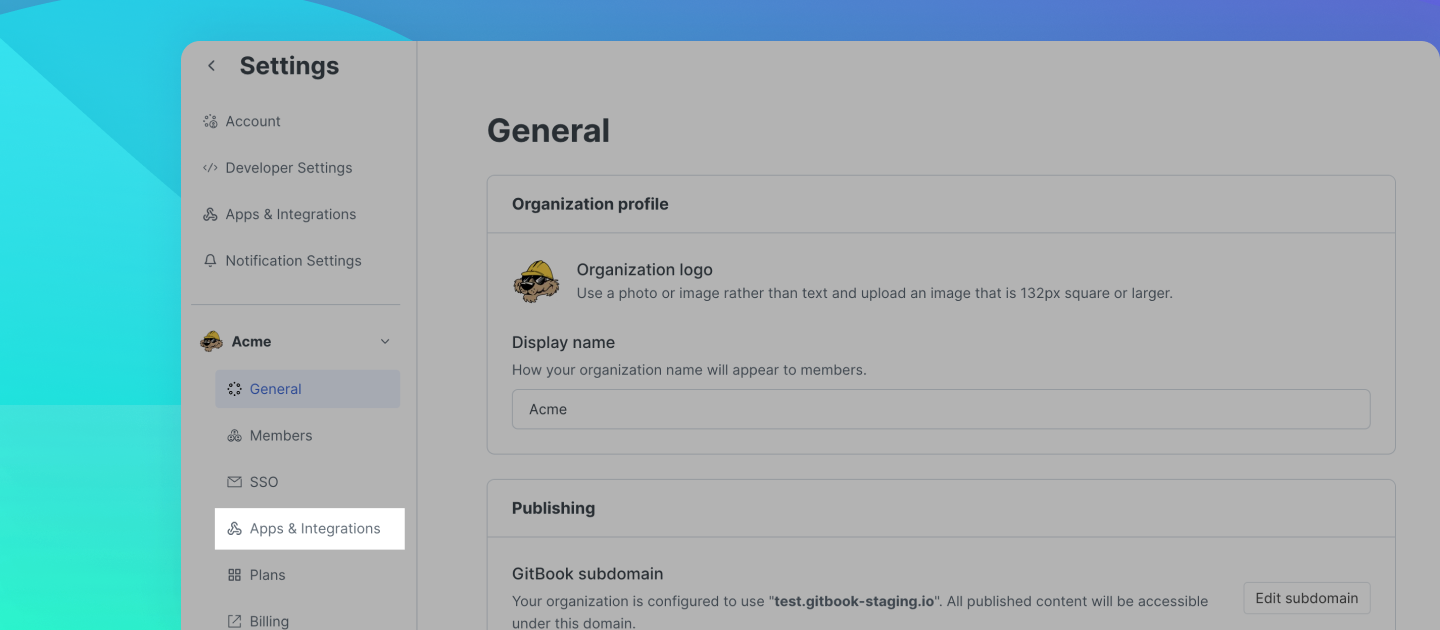 Settings
Account
Developer Settings
Apps & Integrations
Notification Settings
Acme
General
Members
SSO
Apps & Integrations
Plans
Billing
General
Organization profile
Organization logo
Use a photo or image rather than text and upload an image that is 132px square or larger.
Display name
How your organization name will appear to members.
Acme
Publishing
GitBook subdomain
Your organization is configured to use "test.gitbook-staging.io". All published content will be accessible
under this domain.
Edit subdomain